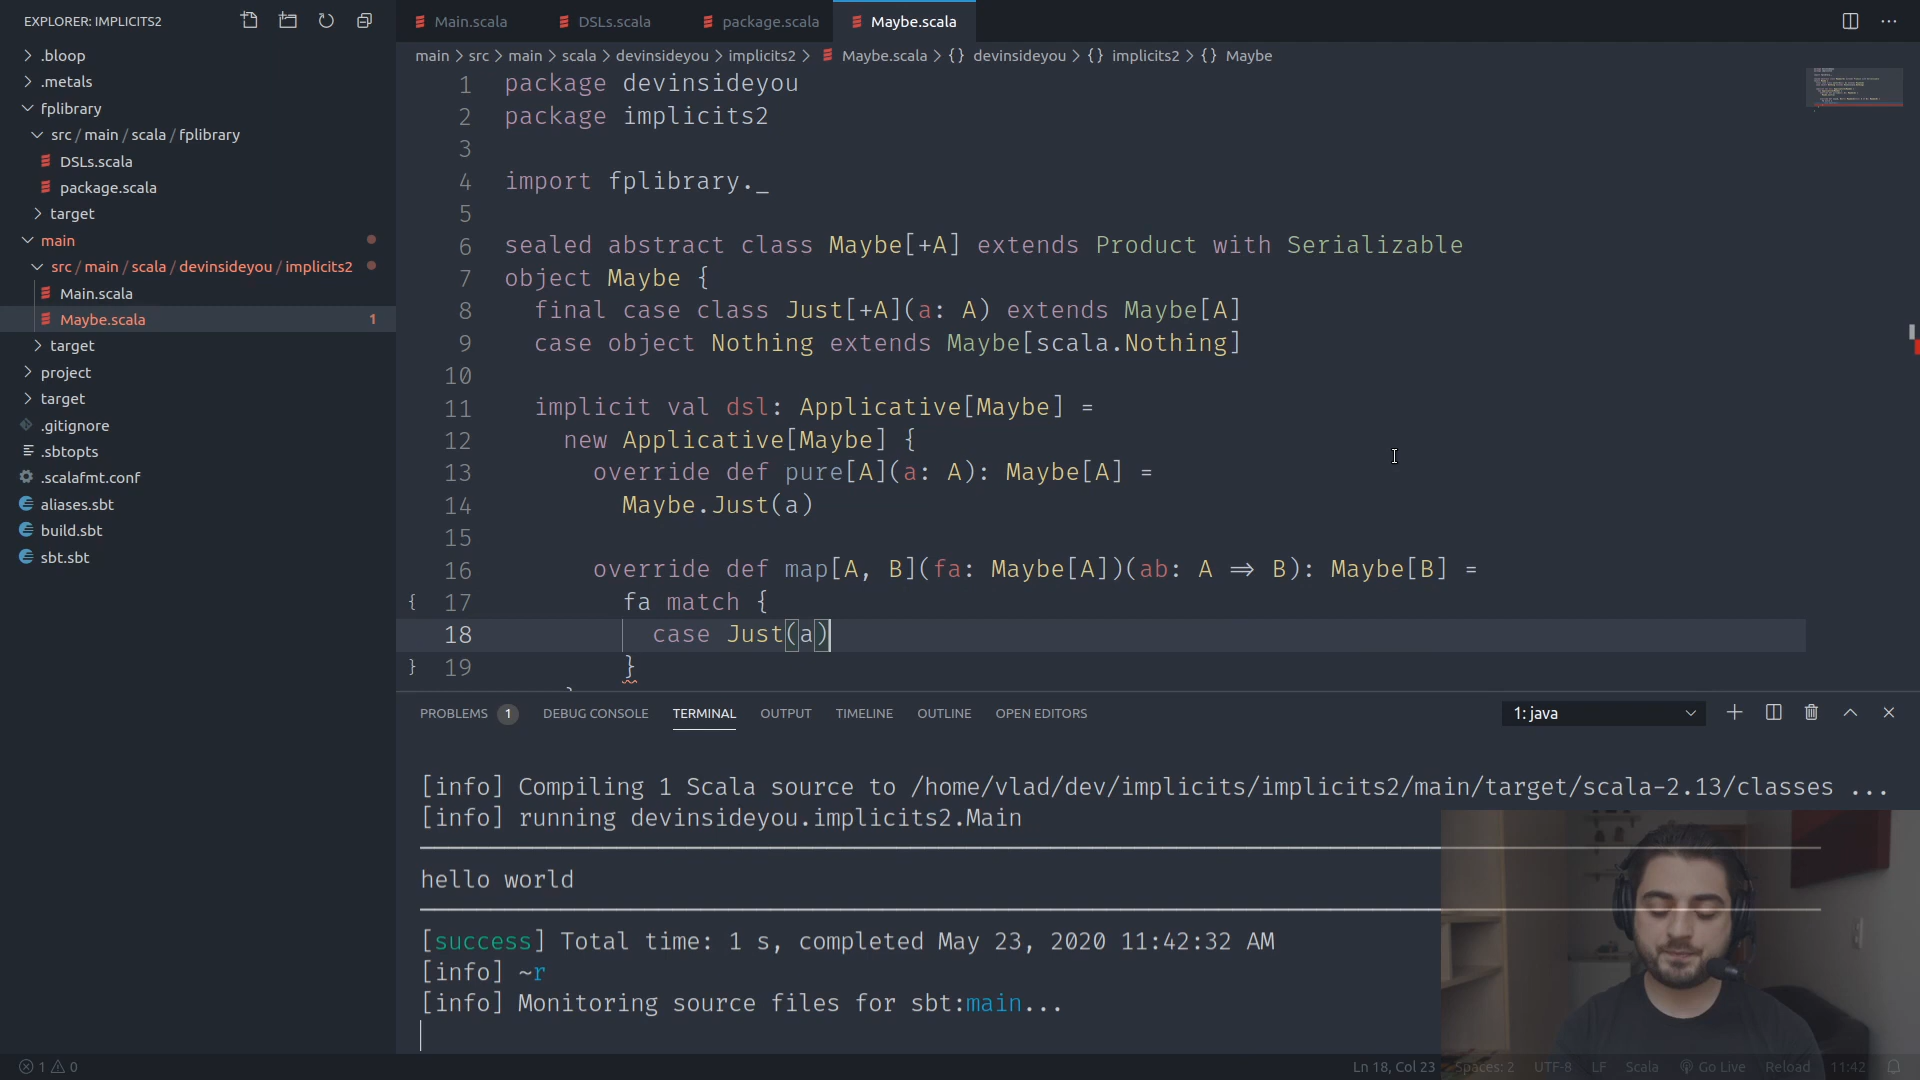 EXPLORER: IMPLICITS2
.bloop
.metals
fplibrary
src / main / scala / fplibrary
DSLs.scala
package.scala
target
main
src / main / scala / devinsideyou / implicits2
Main.scala
Maybe.scala 1
target
project
target
.gitignore
.sbtopts
.scalafmt.conf
aliases.sbt
build.sbt
sbt.sbt
Main.scala DSLs.scala package.scala Maybe.scala ...
main > src > main > scala > devinsideyou > implicits2 > Maybe.scala > {} devinsideyou > {} implicits2 > {} Maybe
1 package devinsideyou
2 package implicits2
3
4 import fplibrary._
5
6 sealed abstract class Maybe[+A] extends Product with Serializable
7 object Maybe {
8 final case class Just[+A](a: A) extends Maybe[A]
9 case object Nothing extends Maybe[scala.Nothing]
10
11 implicit val dsl: Applicative[Maybe] =
12 new Applicative[Maybe] {
13 override def pure[A](a: A): Maybe[A] =
14 Maybe.Just(a)
15
16 override def map[A, B](fa: Maybe[A])(ab: A ⇒ B): Maybe[B] =
{ 17 fa match {
18 case Just(a)
} 19 }
PROBLEMS 1 DEBUG CONSOLE TERMINAL OUTPUT TIMELINE OUTLINE OPEN EDITORS 1: java
[info] Compiling 1 Scala source to /home/vlad/dev/implicits/implicits2/main/target/scala-2.13/classes ...
[info] running devinsideyou.implicits2.Main
hello world
[success] Total time: 1 s, completed May 23, 2020 11:42:32 AM
[info] ~r
[info] Monitoring source files for sbt:main...
1 0 Ln 18, Col 23 Spaces: 2 UTF-8 LF Scala Go Live Reload 11:42